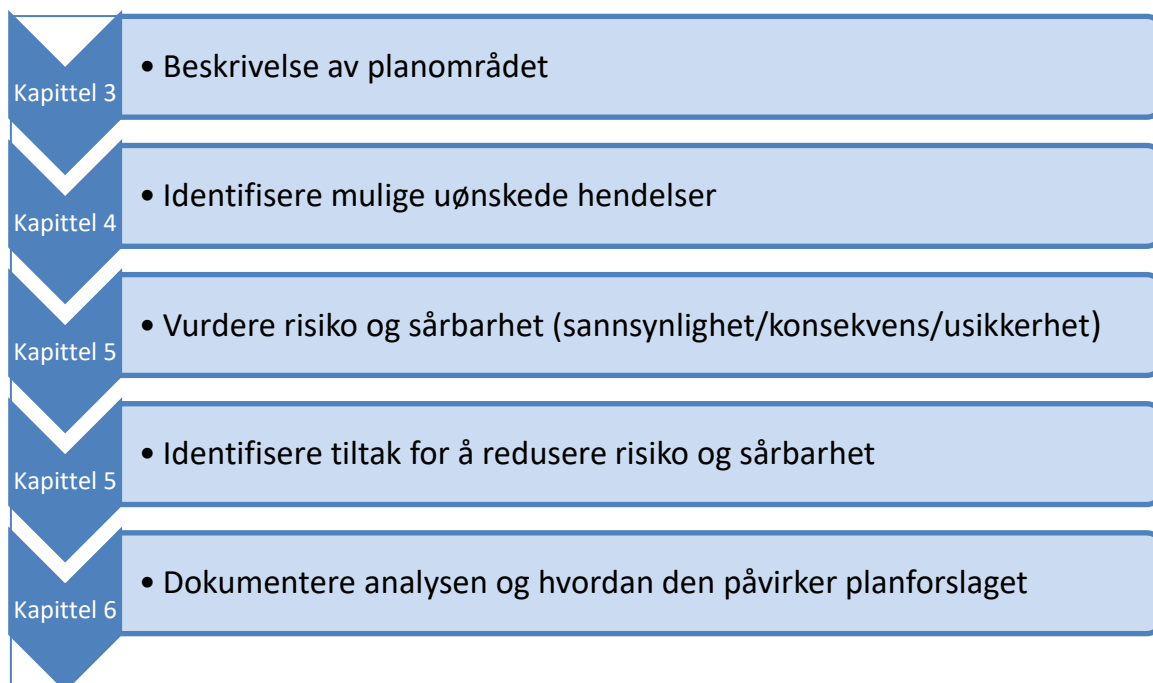 Kapittel 3
• Beskrivelse av planområdet
Kapittel 4
• Identifisere mulige uønskede hendelser
Kapittel 5
• Vurdere risiko og sårbarhet (sannsynlighet/konsekvens/usikkerhet)
Kapittel 5
• Identifisere tiltak for å redusere risiko og sårbarhet
Kapittel 6
• Dokumentere analysen og hvordan den påvirker planforslaget